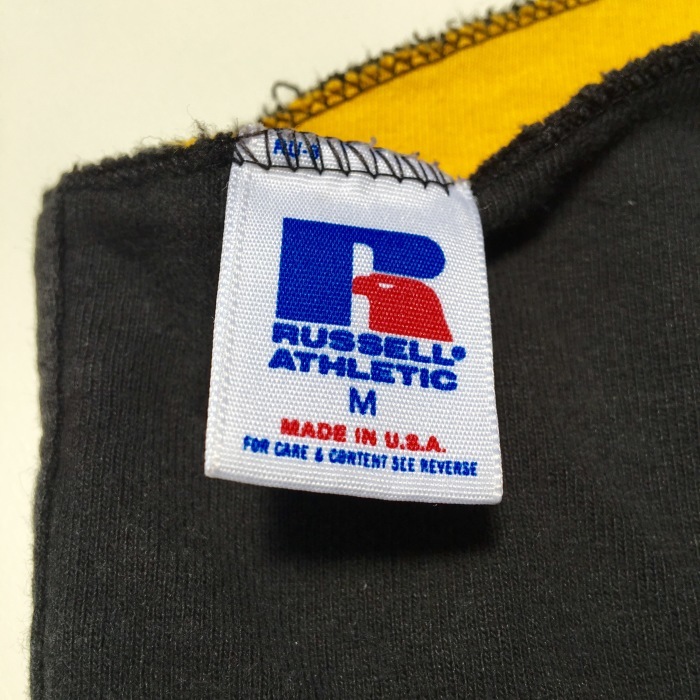 RUSSELL®
ATHLETIC
M
MADE IN U.S.A.
FOR CARE & CONTENT SEE REVERSE